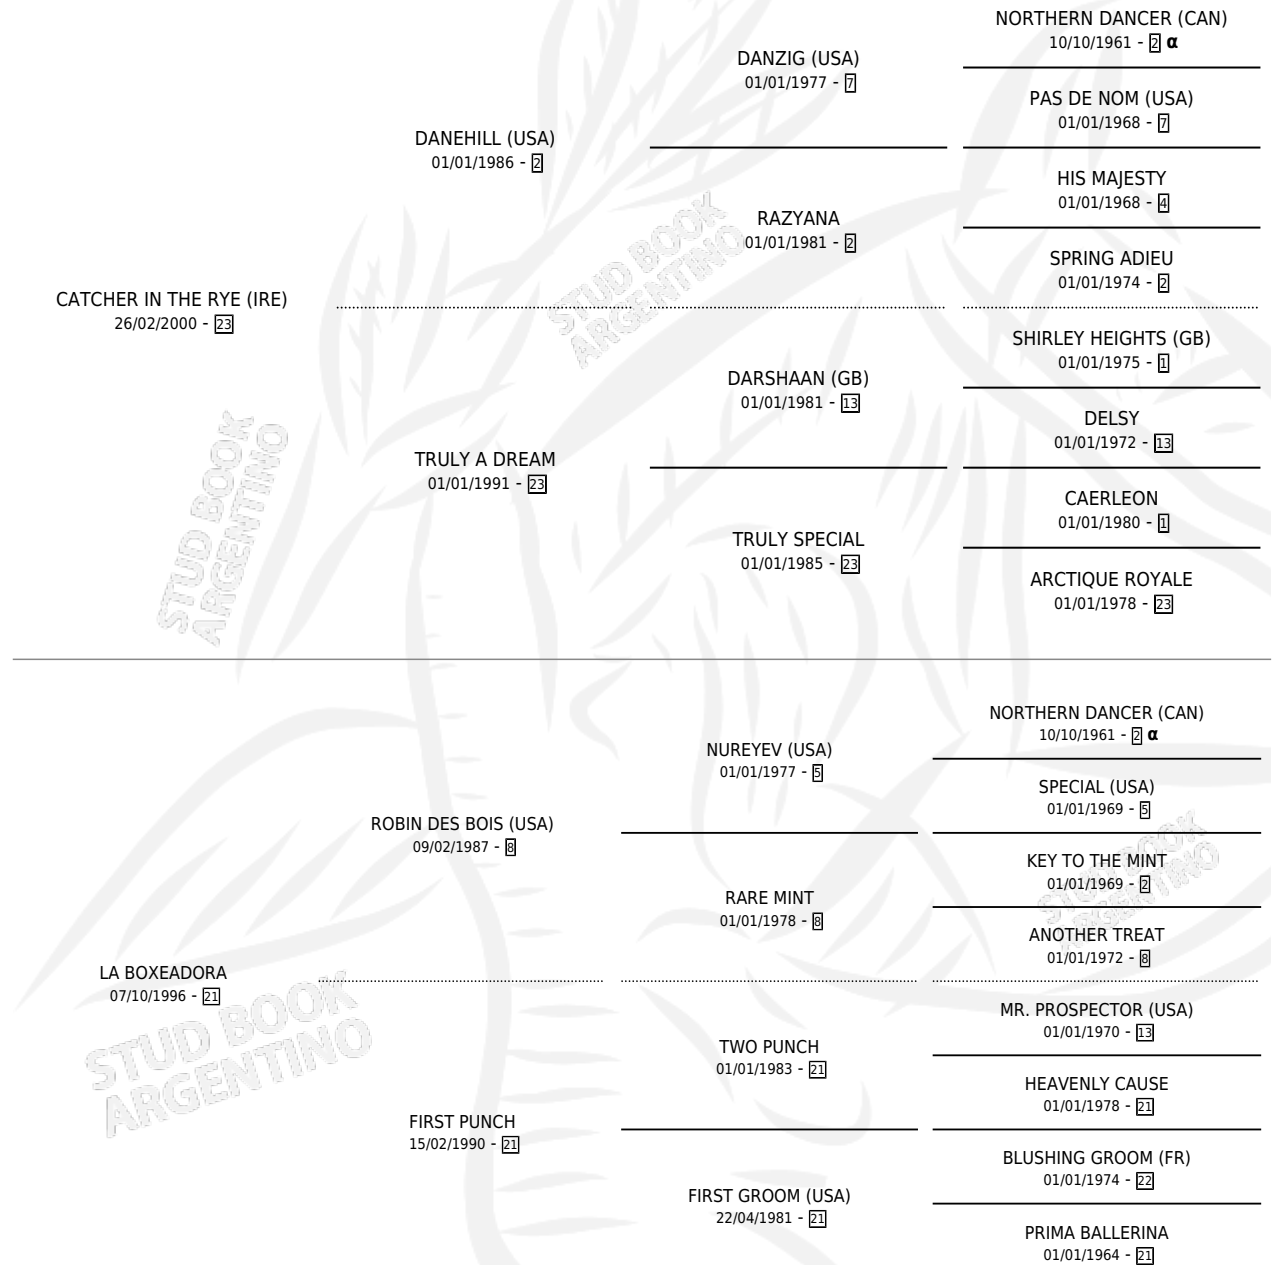 NORTHERN DANCER (CAN)
10/10/1961 - 2 α
DANZIG (USA)
01/01/1977 - 7
PAS DE NOM (USA)
01/01/1968 - 7
DANEHILL (USA)
01/01/1986 - 2
HIS MAJESTY
01/01/1968 - 4
RAZYANA
01/01/1981 - 2
SPRING ADIEU
01/01/1974 - 2
CATCHER IN THE RYE (IRE)
26/02/2000 - 23
STUD BOOK
ARGENTINO
SHIRLEY HEIGHTS (GB)
01/01/1975 - 1
DARSHAAN (GB)
01/01/1981 - 13
DELSY
01/01/1972 - 13
TRULY A DREAM
01/01/1991 - 23
CAERLEON
01/01/1980 - 1
TRULY SPECIAL
01/01/1985 - 23
ARCTIQUE ROYALE
01/01/1978 - 23
STUD BOOK
ARGENTINO
NORTHERN DANCER (CAN)
10/10/1961 - 2 α
NUREYEV (USA)
01/01/1977 - 5
SPECIAL (USA)
01/01/1969 - 5
ROBIN DES BOIS (USA)
09/02/1987 - 8
KEY TO THE MINT
01/01/1969 - 2
RARE MINT
01/01/1978 - 8
ANOTHER TREAT
01/01/1972 - 8
STUD BOOK
ARGENTINO
LA BOXEADORA
07/10/1996 - 21
STUD BOOK
ARGENTINO
MR. PROSPECTOR (USA)
01/01/1970 - 13
TWO PUNCH
01/01/1983 - 21
HEAVENLY CAUSE
01/01/1978 - 21
FIRST PUNCH
15/02/1990 - 21
BLUSHING GROOM (FR)
01/01/1974 - 22
FIRST GROOM (USA)
22/04/1981 - 21
PRIMA BALLERINA
01/01/1964 - 21